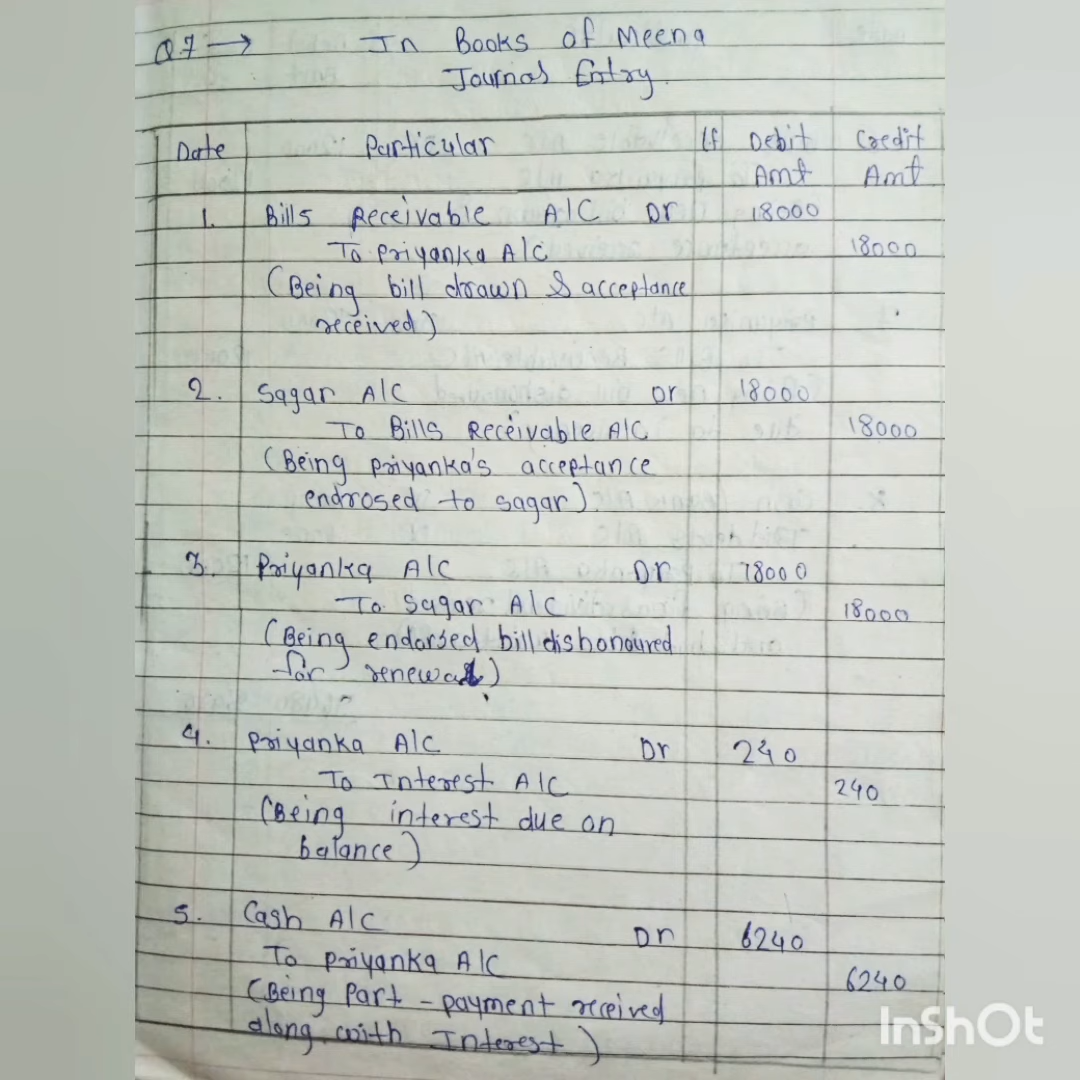 Q7 → In Books of Meena
Journal Entry.
Date Particular Lf Debit Amt Credit Amt
1. Bills Receivable A/C Dr 18000
To Priyanka A/C 18000
(Being bill drawn & acceptance
received)
2. Sagar A/C Dr 18000
To Bills Receivable A/C 18000
(Being Priyanka's acceptance
endrosed to sagar).
3. Priyanka A/C Dr 18000
To Sagar A/C 18000
(Being endorsed bill dishonoured
for renewal)
4. Priyanka A/C Dr 240
To Interest A/C 240
(Being interest due on
balance)
5. Cash A/C Dr 6240
To Priyanka A/C 6240
(Being Part - payment received
along with Interest)
InShOt